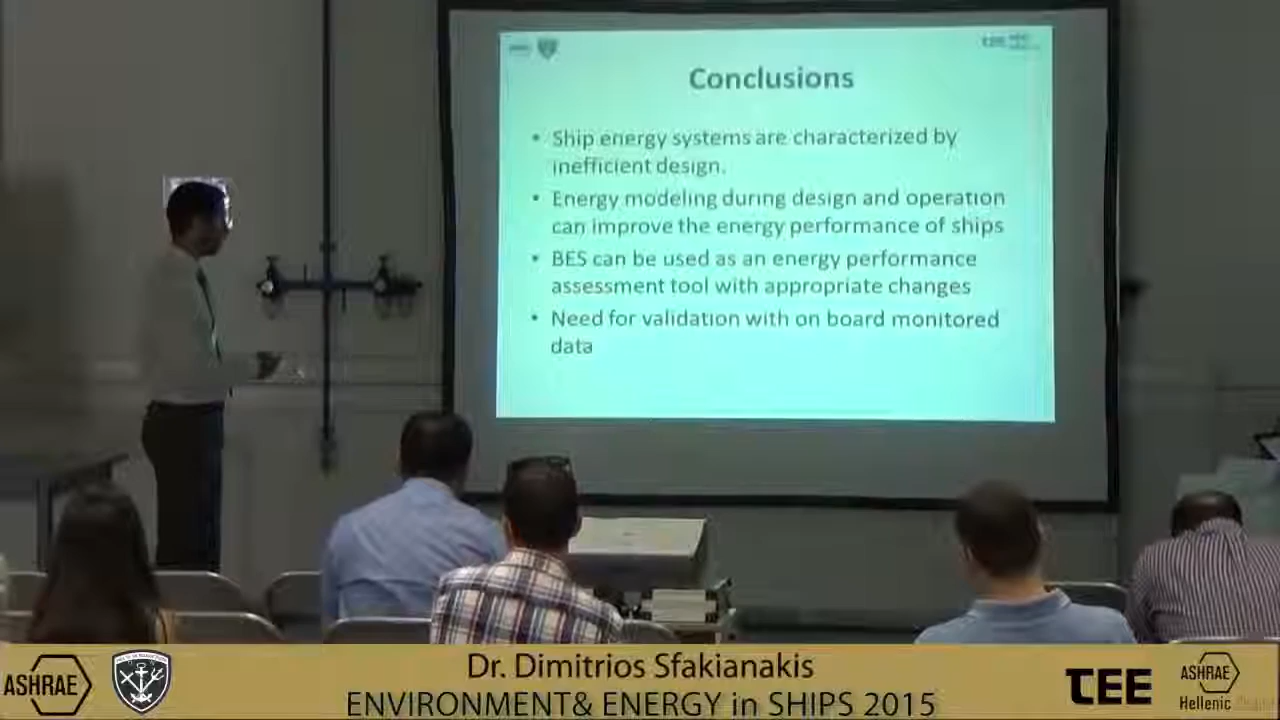 Conclusions
• Ship energy systems are characterized by
inefficient design.
• Energy modeling during design and operation
can improve the energy performance of ships
• BES can be used as an energy performance
assessment tool with appropriate changes
• Need for validation with on board monitored
data
Dr. Dimitrios Sfakianakis
ENVIRONMENT& ENERGY in SHIPS 2015
ASHRAE
TEE
ASHRAE
Hellenic